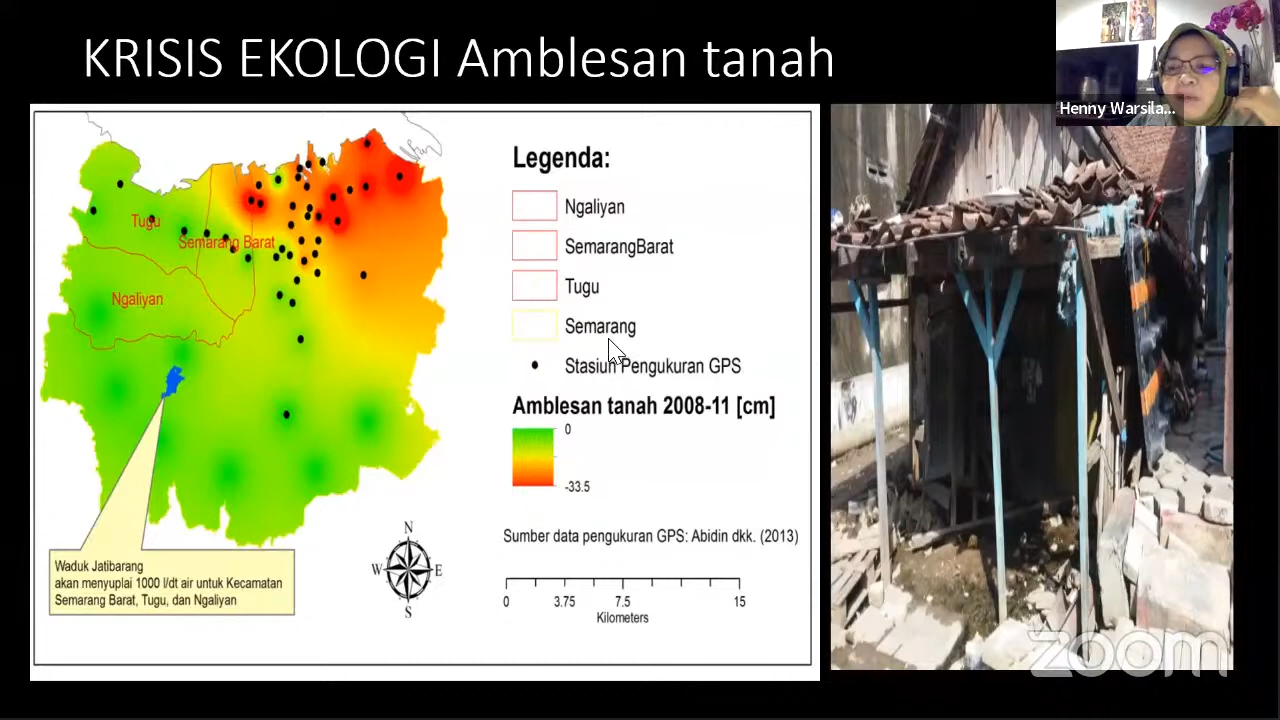 KRISIS EKOLOGI Amblesan tanah
Henny Warsila...
Legenda:
Ngaliyan
SemarangBarat
Tugu
Semarang
Stasiun Pengukuran GPS
Amblesan tanah 2008-11 [cm]
0
-33.5
Sumber data pengukuran GPS: Abidin dkk. (2013)
0 3.75 7.5 15
Kilometers
Tugu
Semarang Barat
Ngaliyan
Waduk Jatibarang
akan menyuplai 1000 l/dt air untuk Kecamatan
Semarang Barat, Tugu, dan Ngaliyan
N
W E
S
zoom